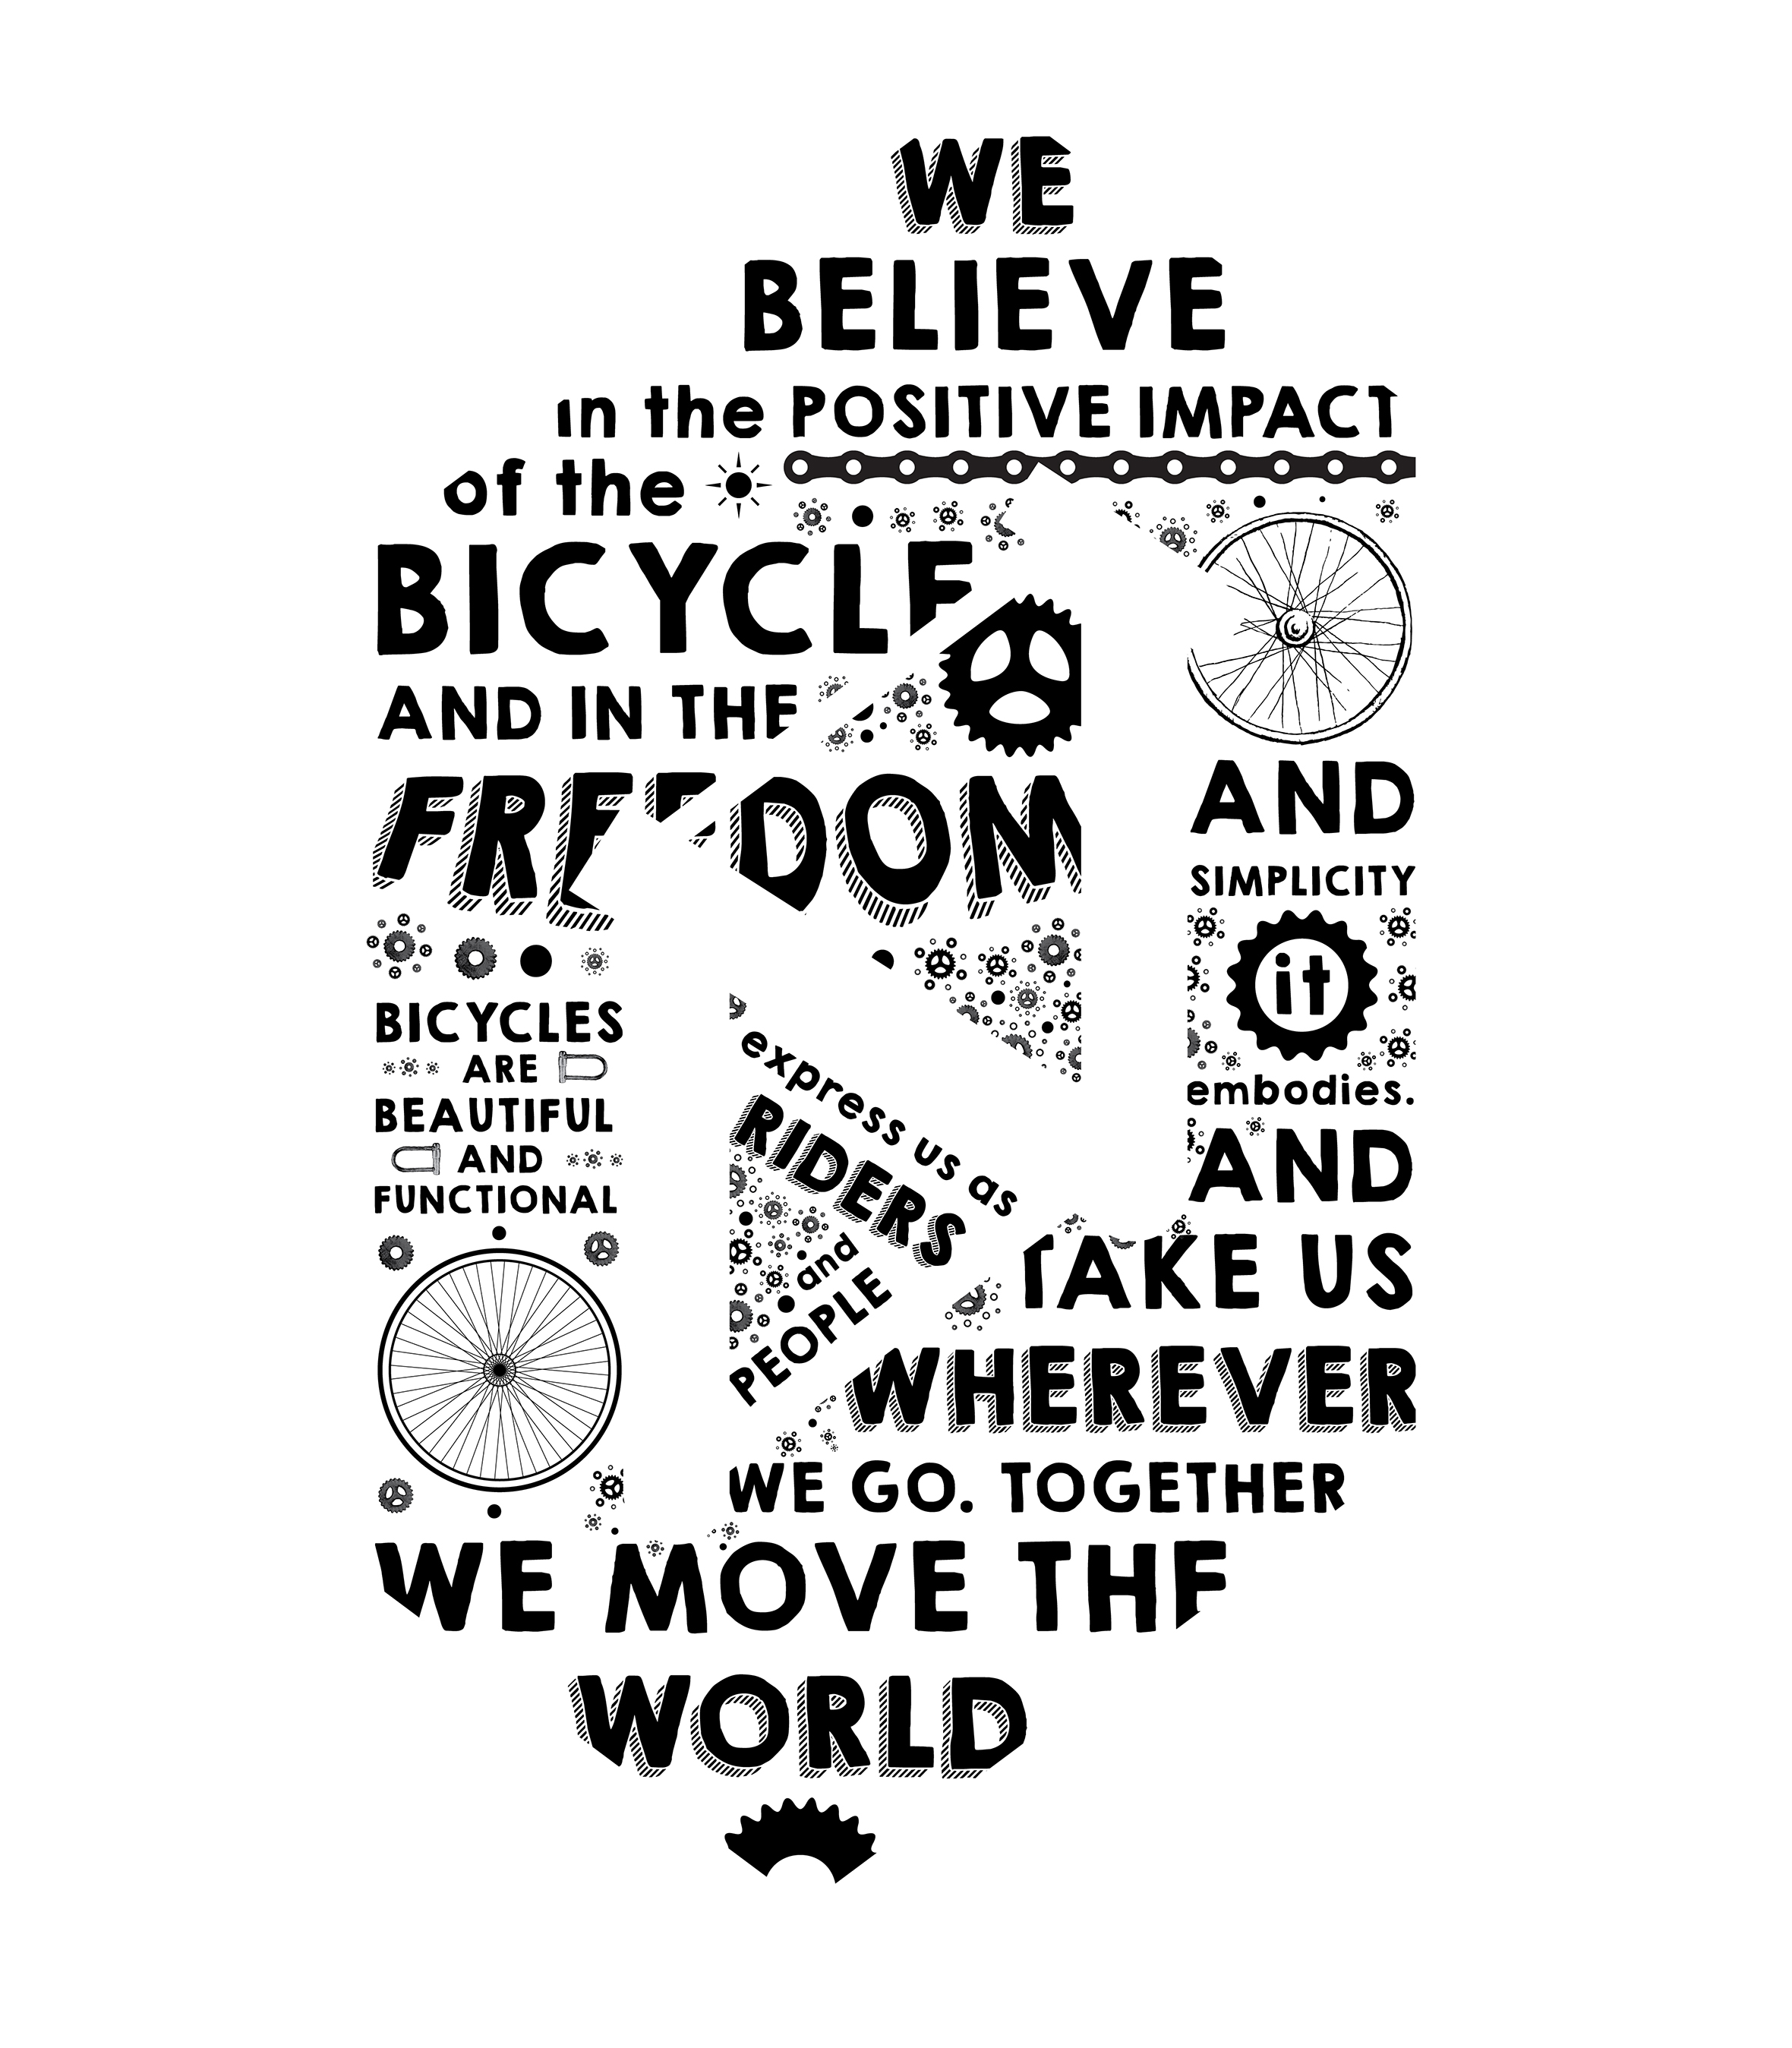 WE
BELIEVE
in the POSITIVE IMPACT
of the
BICYCLE
AND IN THE
FREEDOM
AND
SIMPLICITY
it
embodies.
BICYCLES
ARE
BEAUTIFUL
AND
FUNCTIONAL
express us as
RIDERS
and
PEOPLE
AND
TAKE US
WHEREVER
WE GO. TOGETHER
WE MOVE THE
WORLD